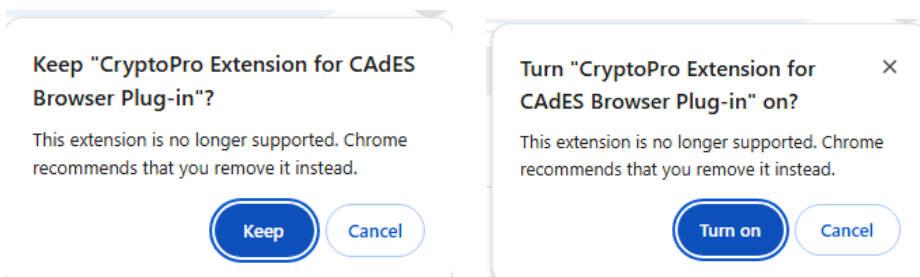 Keep "CryptoPro Extension for CAdES
Browser Plug-in"?
This extension is no longer supported. Chrome
recommends that you remove it instead.
Keep
Cancel
Turn "CryptoPro Extension for
CAdES Browser Plug-in" on?
This extension is no longer supported. Chrome
recommends that you remove it instead.
Turn on
Cancel